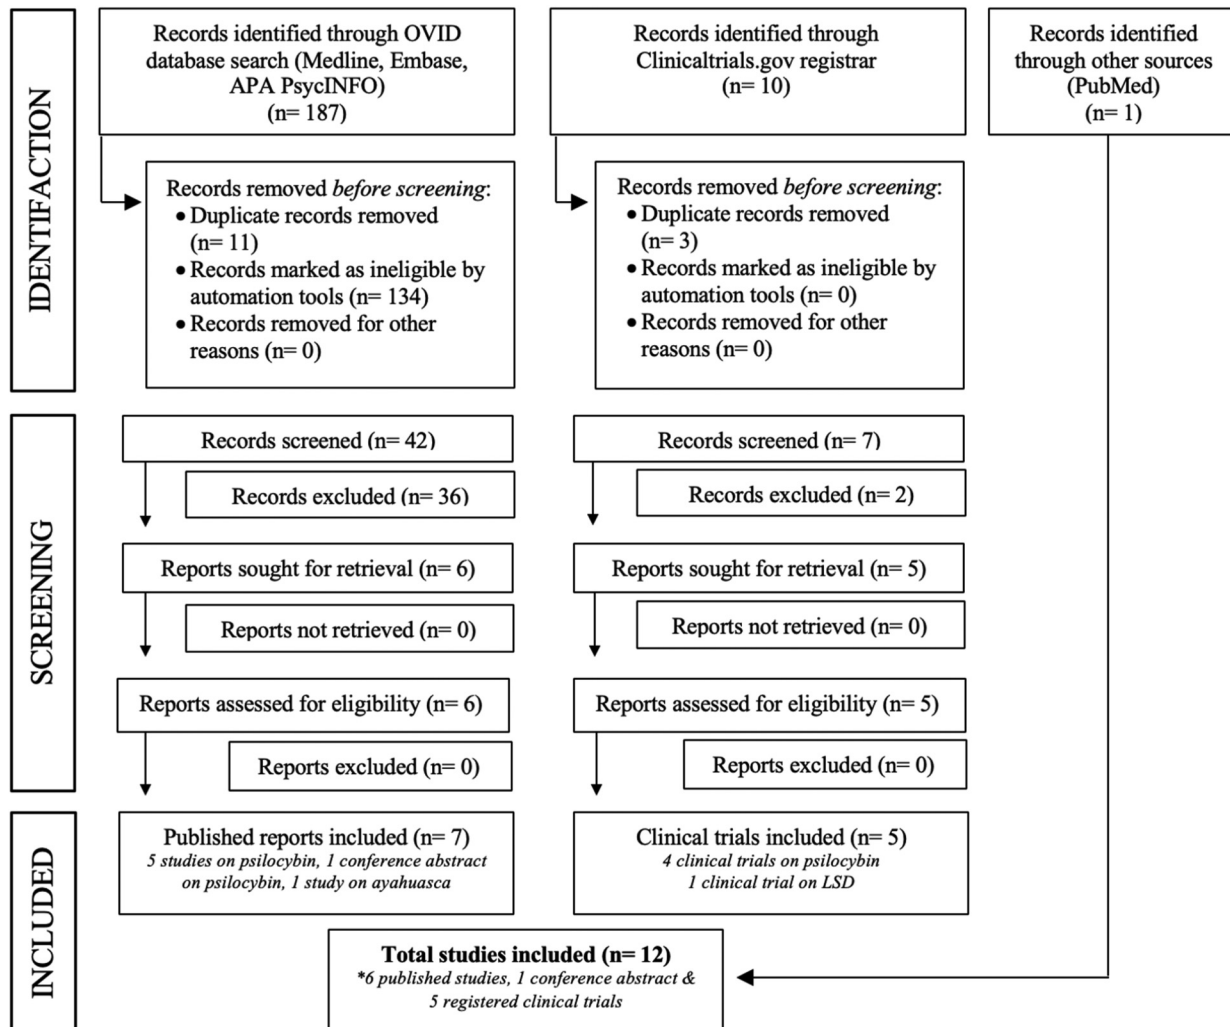 IDENTIFACTION
Records identified through OVID
database search (Medline, Embase,
APA PsycINFO)
(n= 187)
Records identified through
Clinicaltrials.gov registrar
(n= 10)
Records identified
through other sources
(PubMed)
(n= 1)
Records removed before screening:
• Duplicate records removed
(n= 11)
• Records marked as ineligible by
automation tools (n= 134)
• Records removed for other
reasons (n= 0)
Records removed before screening:
• Duplicate records removed
(n= 3)
• Records marked as ineligible by
automation tools (n= 0)
• Records removed for other
reasons (n= 0)
SCREENING
Records screened (n= 42)
Records excluded (n= 36)
Reports sought for retrieval (n= 6)
Reports not retrieved (n= 0)
Reports assessed for eligibility (n= 6)
Reports excluded (n= 0)
Records screened (n= 7)
Records excluded (n= 2)
Reports sought for retrieval (n= 5)
Reports not retrieved (n= 0)
Reports assessed for eligibility (n= 5)
Reports excluded (n= 0)
INCLUDED
Published reports included (n= 7)
5 studies on psilocybin, 1 conference abstract
on psilocybin, 1 study on ayahuasca
Clinical trials included (n= 5)
4 clinical trials on psilocybin
1 clinical trial on LSD
Total studies included (n= 12)
*6 published studies, 1 conference abstract &
5 registered clinical trials